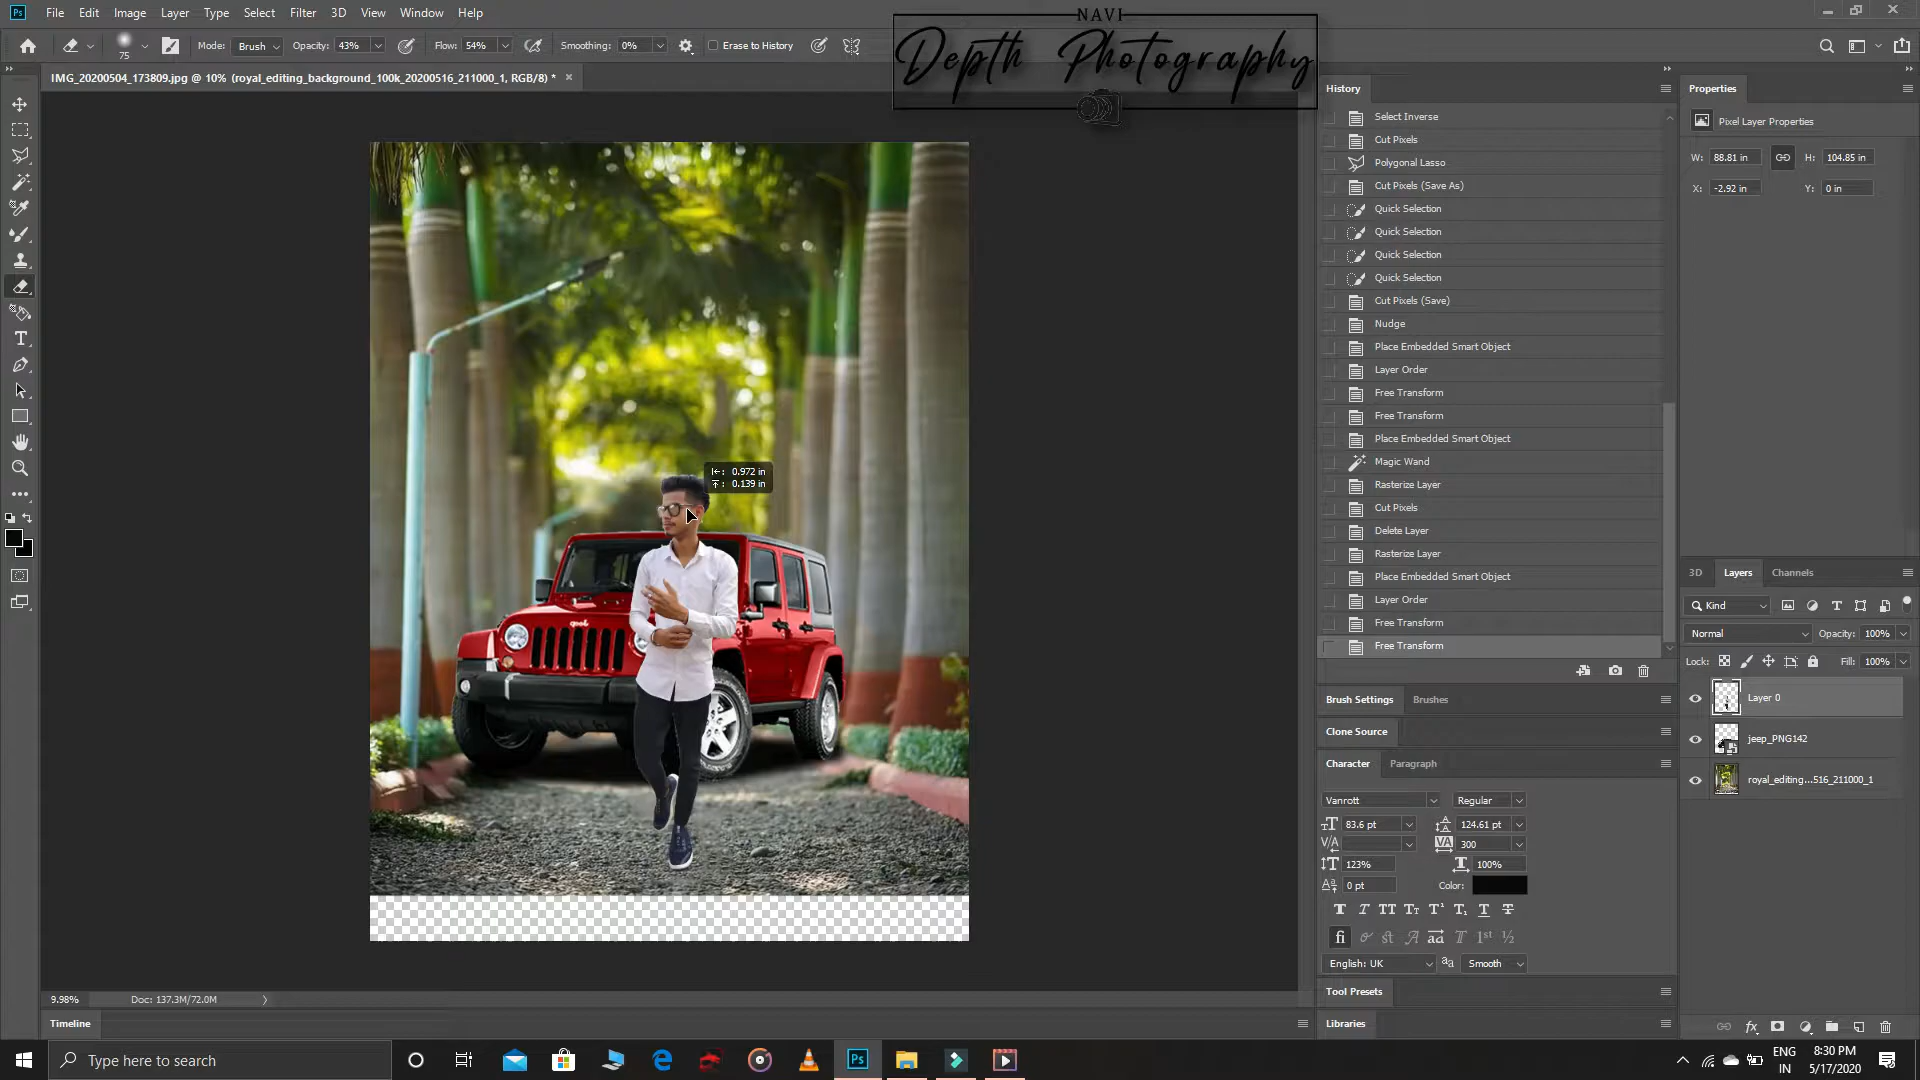 Ps File Edit Image Layer Type Select Filter 3D View Window Help
NAVI
Depth Photography
75 Mode: Brush Opacity: 43% Flow: 54% Smoothing: 0% Erase to History
IMG_20200504_173809.jpg @ 10% (royal_editing_background_100k_20200516_211000_1, RGB/8) *
History
Select Inverse
Cut Pixels
Polygonal Lasso
Cut Pixels (Save As)
Quick Selection
Quick Selection
Quick Selection
Quick Selection
Cut Pixels (Save)
Nudge
Place Embedded Smart Object
Layer Order
Free Transform
Free Transform
Place Embedded Smart Object
Magic Wand
Rasterize Layer
Cut Pixels
Delete Layer
Rasterize Layer
Place Embedded Smart Object
Layer Order
Free Transform
Free Transform
Properties
Pixel Layer Properties
W: 88.81 in H: 104.85 in
X: -2.92 in Y: 0 in
0.972 in
0.139 in
3D Layers Channels
Kind
Normal Opacity: 100%
Lock: Fill: 100%
Layer 0
jeep_PNG142
royal_editing...516_211000_1
Brush Settings Brushes
Clone Source
Character Paragraph
Vanrott Regular
83.6 pt 124.61 pt
300
123% 100%
0 pt Color:
English: UK Smooth
Tool Presets
Libraries
9.98% Doc: 137.3M/72.0M
Timeline
Type here to search
Ps
ENG
IN
8:30 PM
5/17/2020